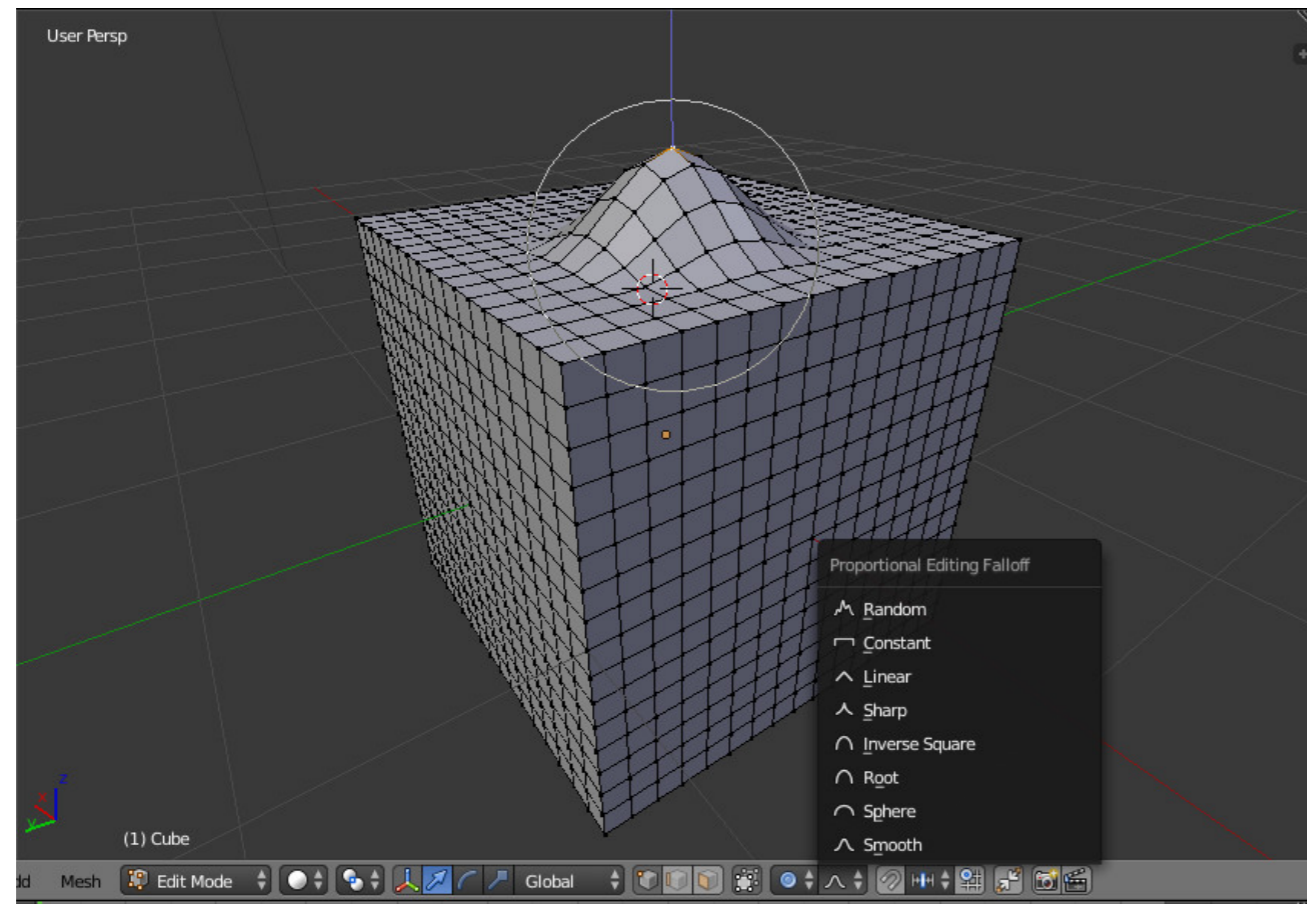 User Persp
Proportional Editing Falloff
Random
Constant
Linear
Sharp
Inverse Square
Root
Sphere
Smooth
z
x
y
(1) Cube
dd Mesh Edit Mode Global